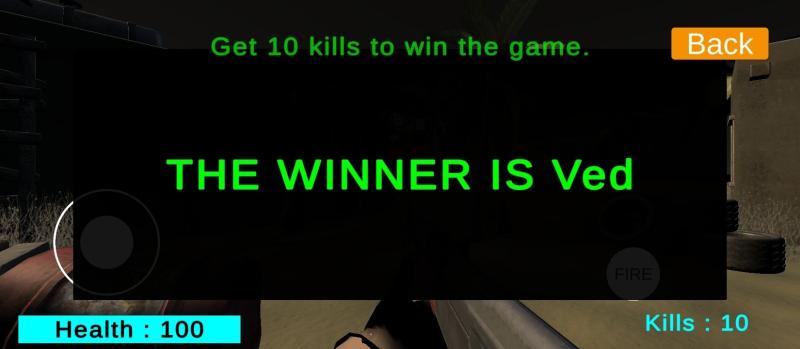 Get 10 kills to win the game.
Back
THE WINNER IS Ved
FIRE
Health : 100
Kills : 10